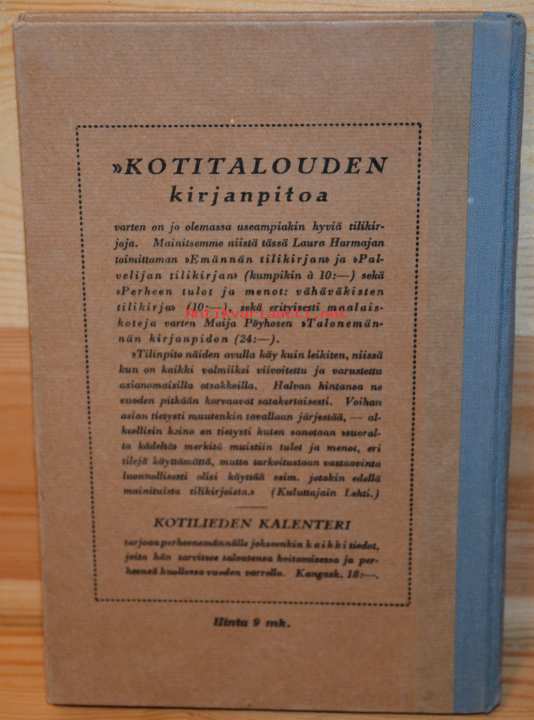 »KOTITALOUDEN
kirjanpitoa
varten on jo olemassa useampiakin hyviä tilikir-
joja. Mainitsemme niistä tässä Laura Harmajan
toimittaman »Emännän tilikirjan» ja »Pal-
velijan tilikirjan» (kumpikin à 10:—) sekä
»Perheen tulot ja menot: vähäväkisten
tilikirja» (10:—), sekä erityisesti maalais-
koteja varten Maija Pöyhosen »Talonemän-
nän kirjanpidon (24:—).
»Tilinpito näiden avulla käy kuin leikiten, niissä
kun on kaikki valmiiksi viivoitettu ja varustettu
asianomaisilla otsakkeilla. Halvan hintansa ne
vuoden pitkään korvaavat satakertaisesti. Voihan
asian tietysti muutenkin tavallaan järjestää, — al-
kuellisin keino on tietysti kuten sanotaan »suoral-
ta kädeltä» merkitä muistiin tulot ja menot, eri
tilejä käyttämättä, mutta tarkoitustaan vastaavinta
luonnollisesti olisi käyttää esim. jotakin edellä
mainituista tilikirjoista.» (Kuluttajain Lehti.)
KOTILIEDEN KALENTERI
tarjoaa perheenemännälle jokseenkin kaikki tiedot,
joita hän tarvitsee taloutensa hoitamisessa ja per-
heensä huollossa vuoden varrella. Kangask. 18:—.
Hinta 9 mk.